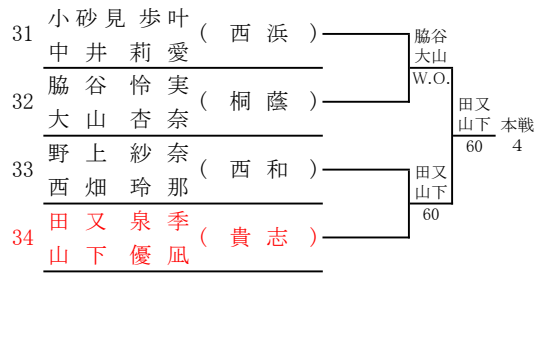 31 小砂見 歩叶 ( 西 浜 )
中 井 莉 愛
32 脇 谷 怜 実 ( 桐 蔭 )
大 山 杏 奈
33 野 上 紗 奈 ( 西 和 )
西 畑 玲 那
34 田 又 泉 季 ( 貴 志 )
山 下 優 凪
脇谷
大山
W.O.
田又
山下
60
田又
山下
60
本戦
4